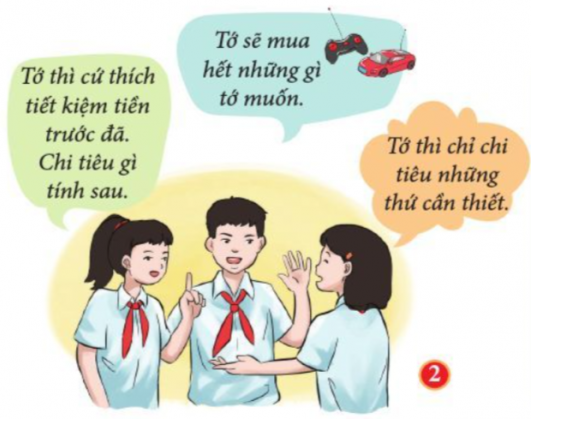 Tớ thì cứ thích
tiết kiệm tiền
trước đã.
Chi tiêu gì
tính sau.
Tớ sẽ mua
hết những gì
tớ muốn.
Tớ thì chỉ chi
tiêu những
thứ cần thiết.
2